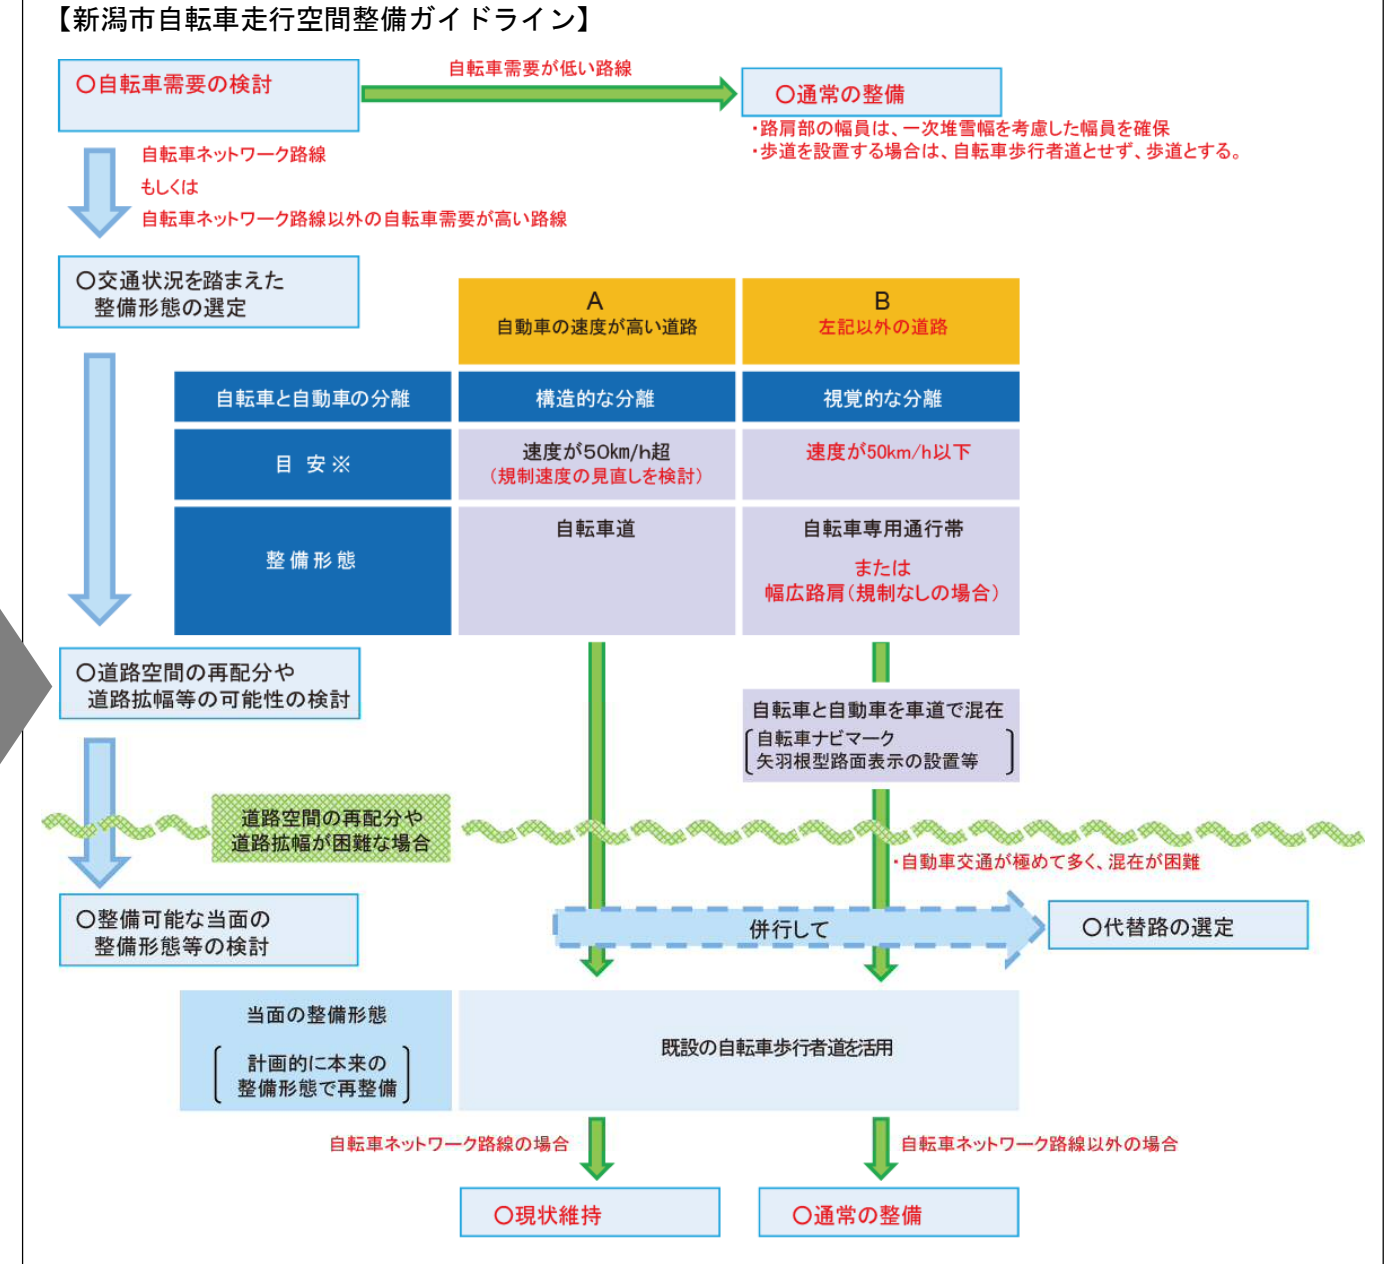 【新潟市自転車走行空間整備ガイドライン】
〇自転車需要の検討
自転車需要が低い路線
〇通常の整備
・路肩部の幅員は、一次堆雪幅を考慮した幅員を確保
・歩道を設置する場合は、自転車歩行者道とせず、歩道とする。
自転車ネットワーク路線
もしくは
自転車ネットワーク路線以外の自転車需要が高い路線
〇交通状況を踏まえた
整備形態の選定
A
自動車の速度が高い道路
B
左記以外の道路
自転車と自動車の分離
構造的な分離
視覚的な分離
目 安※
速度が50km/h超
(規制速度の見直しを検討)
速度が50km/h以下
整備形態
自転車道
自転車専用通行帯
または
幅広路肩(規制なしの場合)
〇道路空間の再配分や
道路拡幅等の可能性の検討
自転車と自動車を車道で混在
自転車ナビマーク
矢羽根型路面表示の設置等
道路空間の再配分や
道路拡幅が困難な場合
・自動車交通が極めて多く、混在が困難
〇整備可能な当面の
整備形態等の検討
併行して
〇代替路の選定
当面の整備形態
計画的に本来の
整備形態で再整備
既設の自転車歩行者道を活用
自転車ネットワーク路線の場合
自転車ネットワーク路線以外の場合
〇現状維持
〇通常の整備